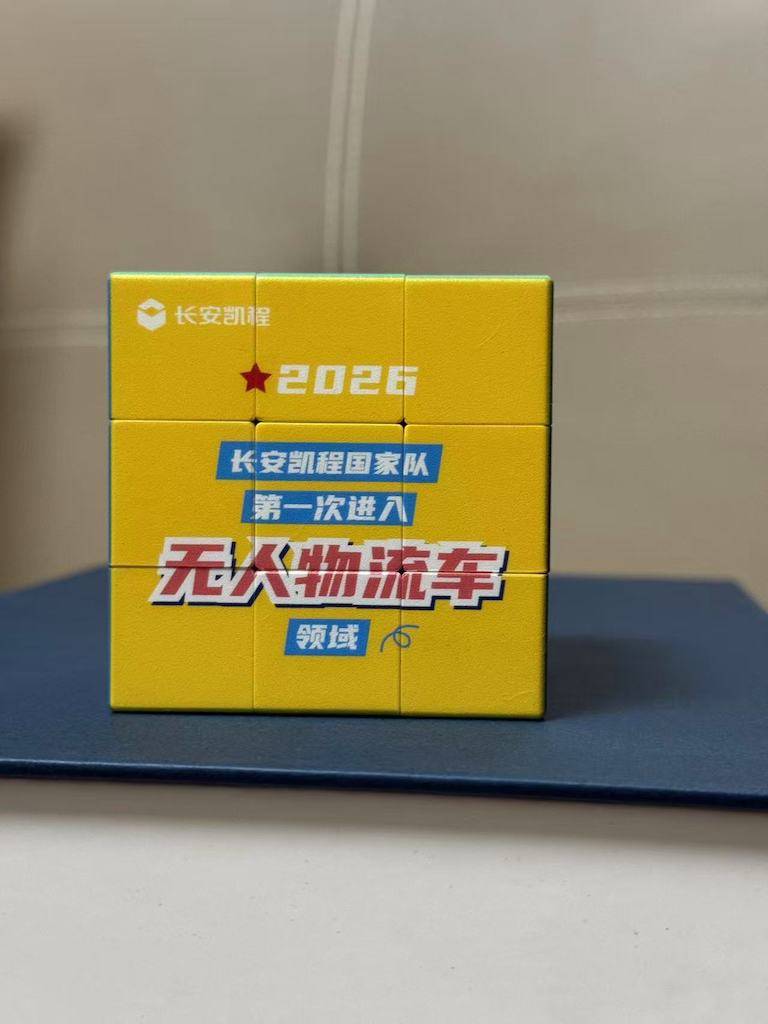 长安凯程
2026
长安凯程国家队
第一次进入
无人物流车
领域